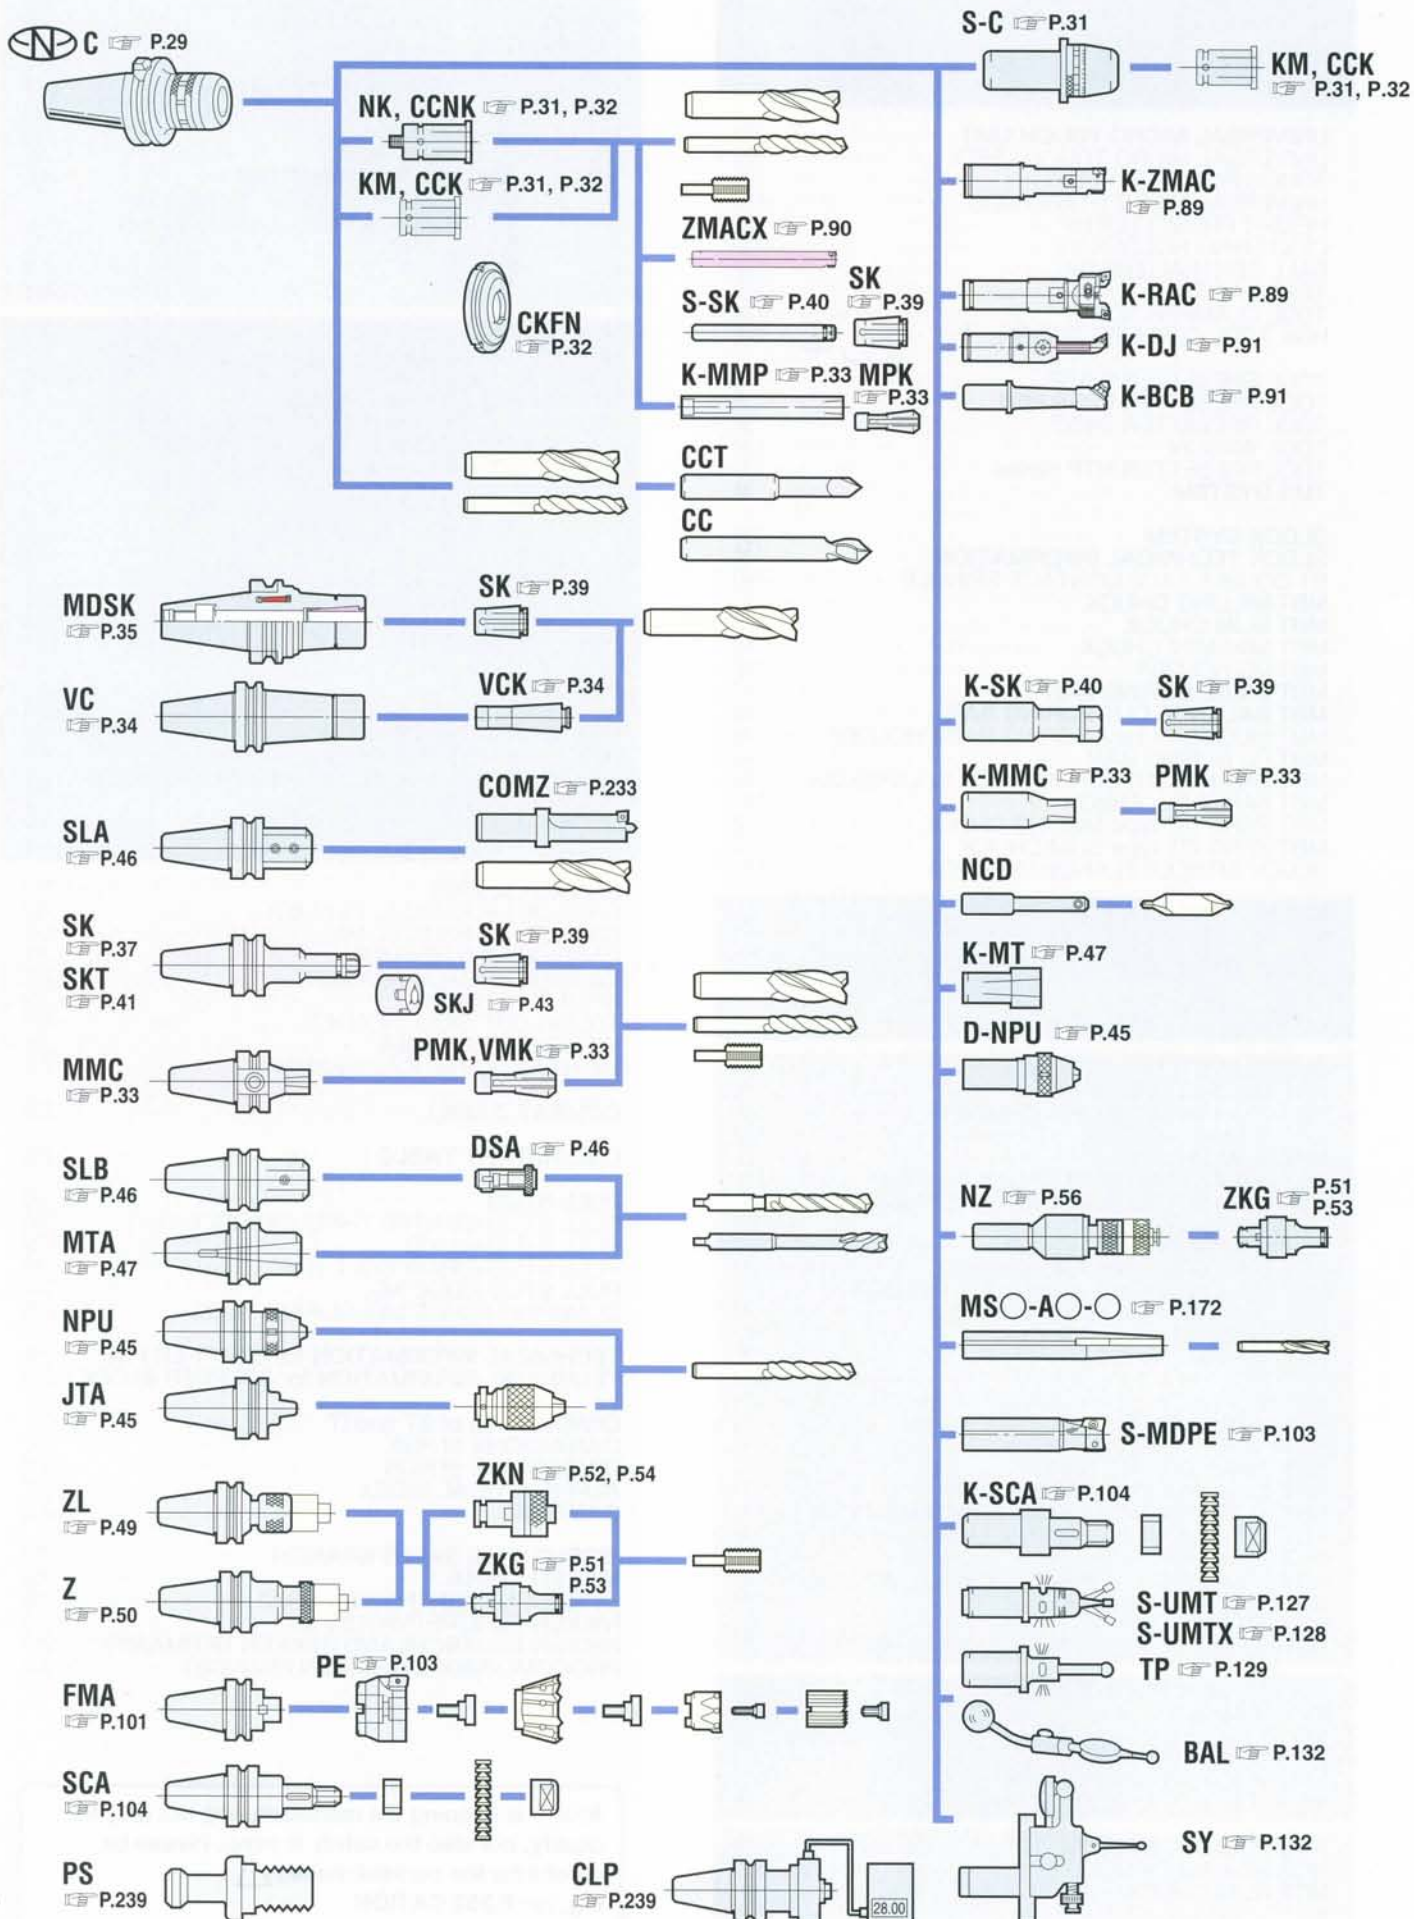 N C ☞ P.29
NK, CCNK ☞ P.31, P.32
KM, CCK ☞ P.31, P.32
CKFN
☞ P.32
ZMACX ☞ P.90
S-SK ☞ P.40
SK
☞ P.39
K-MMP ☞ P.33
MPK
☞ P.33
CCT
CC
MDSK
☞ P.35
SK ☞ P.39
VC
☞ P.34
VCK ☞ P.34
SLA
☞ P.46
COMZ ☞ P.233
SK
☞ P.37
SKT
☞ P.41
SK ☞ P.39
SKJ ☞ P.43
MMC
☞ P.33
PMK,VMK ☞ P.33
SLB
☞ P.46
DSA ☞ P.46
MTA
☞ P.47
NPU
☞ P.45
JTA
☞ P.45
ZL
☞ P.49
ZKN ☞ P.52, P.54
Z
☞ P.50
ZKG ☞ P.51
P.53
FMA
☞ P.101
PE ☞ P.103
SCA
☞ P.104
PS
☞ P.239
CLP
☞ P.239
28.00
S-C ☞ P.31
KM, CCK
☞ P.31, P.32
K-ZMAC
☞ P.89
K-RAC ☞ P.89
K-DJ ☞ P.91
K-BCB ☞ P.91
K-SK ☞ P.40
SK ☞ P.39
K-MMC ☞ P.33
PMK ☞ P.33
NCD
K-MT ☞ P.47
D-NPU ☞ P.45
NZ ☞ P.56
ZKG ☞ P.51
P.53
MS○-A○-○ ☞ P.172
S-MDPE ☞ P.103
K-SCA ☞ P.104
S-UMT ☞ P.127
S-UMTX ☞ P.128
TP ☞ P.129
BAL ☞ P.132
SY ☞ P.132